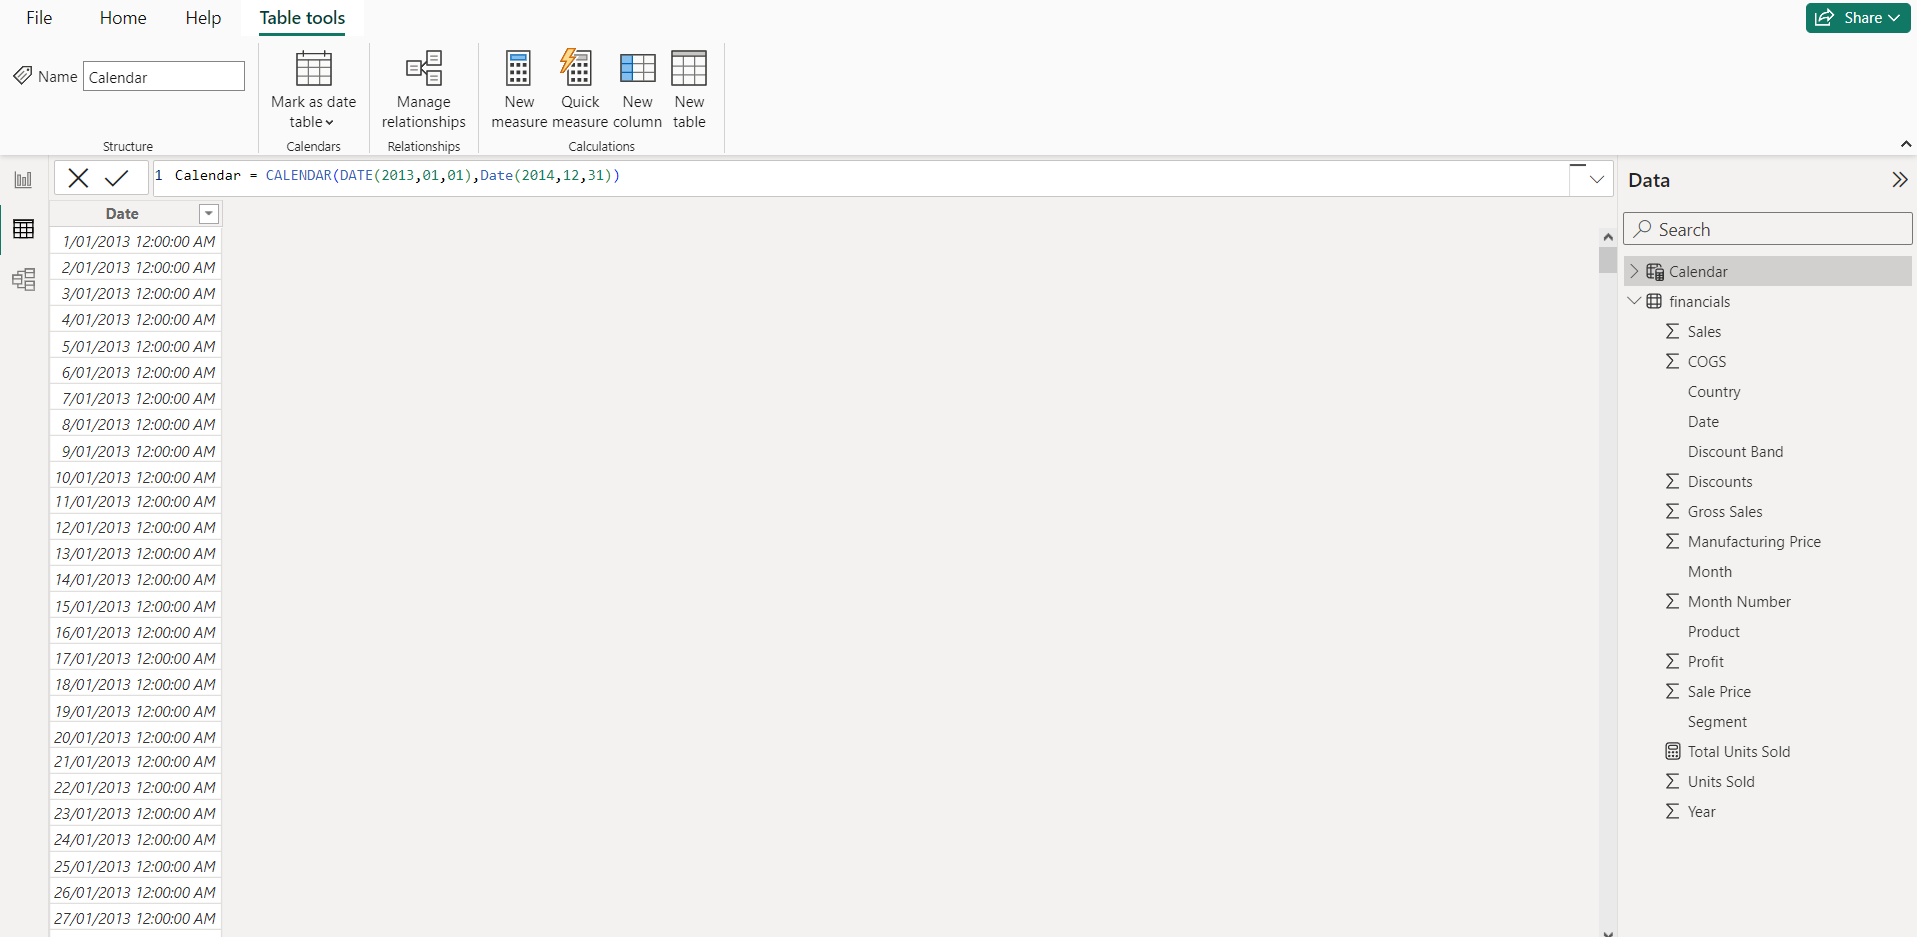 File Home Help Table tools Share
Name Calendar
Mark as date table
Manage relationships
New measure
Quick measure
New column
New table
Structure Calendars Relationships Calculations
1 Calendar = CALENDAR(DATE(2013,01,01),Date(2014,12,31))
Date
1/01/2013 12:00:00 AM
2/01/2013 12:00:00 AM
3/01/2013 12:00:00 AM
4/01/2013 12:00:00 AM
5/01/2013 12:00:00 AM
6/01/2013 12:00:00 AM
7/01/2013 12:00:00 AM
8/01/2013 12:00:00 AM
9/01/2013 12:00:00 AM
10/01/2013 12:00:00 AM
11/01/2013 12:00:00 AM
12/01/2013 12:00:00 AM
13/01/2013 12:00:00 AM
14/01/2013 12:00:00 AM
15/01/2013 12:00:00 AM
16/01/2013 12:00:00 AM
17/01/2013 12:00:00 AM
18/01/2013 12:00:00 AM
19/01/2013 12:00:00 AM
20/01/2013 12:00:00 AM
21/01/2013 12:00:00 AM
22/01/2013 12:00:00 AM
23/01/2013 12:00:00 AM
24/01/2013 12:00:00 AM
25/01/2013 12:00:00 AM
26/01/2013 12:00:00 AM
27/01/2013 12:00:00 AM
Data
Search
Calendar
financials
Sales
COGS
Country
Date
Discount Band
Discounts
Gross Sales
Manufacturing Price
Month
Month Number
Product
Profit
Sale Price
Segment
Total Units Sold
Units Sold
Year